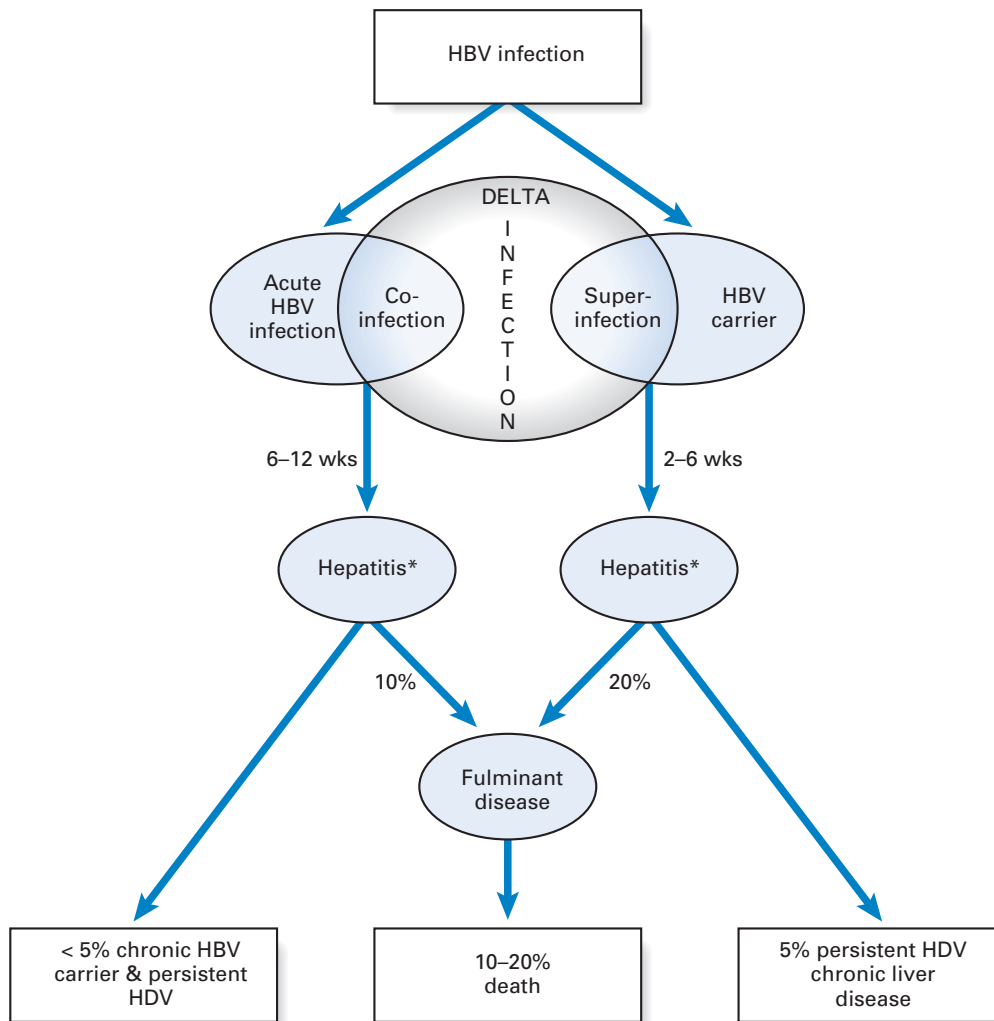 HBV infection
DELTA
I
N
F
E
C
T
I
O
N
Acute
HBV
infection
Co-
infection
Super-
infection
HBV
carrier
6–12 wks
2–6 wks
Hepatitis*
Hepatitis*
10%
20%
Fulminant
disease
< 5% chronic HBV
carrier & persistent
HDV
10–20%
death
5% persistent HDV
chronic liver
disease